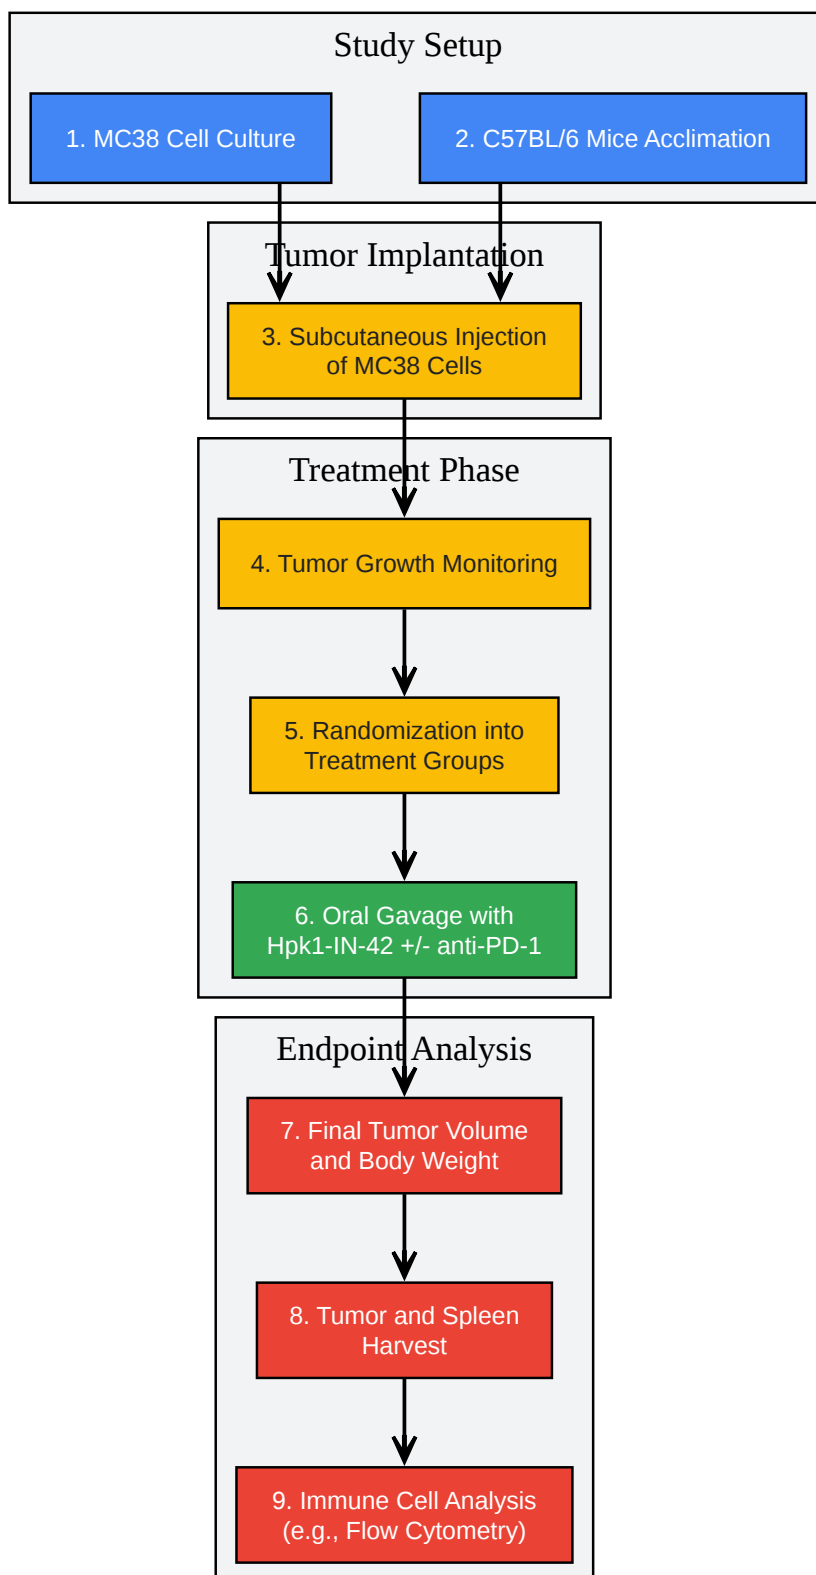 Study Setup
1. MC38 Cell Culture
2. C57BL/6 Mice Acclimation
Tumor Implantation
3. Subcutaneous Injection
of MC38 Cells
Treatment Phase
4. Tumor Growth Monitoring
5. Randomization into
Treatment Groups
6. Oral Gavage with
Hpk1-IN-42 +/- anti-PD-1
Endpoint Analysis
7. Final Tumor Volume
and Body Weight
8. Tumor and Spleen
Harvest
9. Immune Cell Analysis
(e.g., Flow Cytometry)